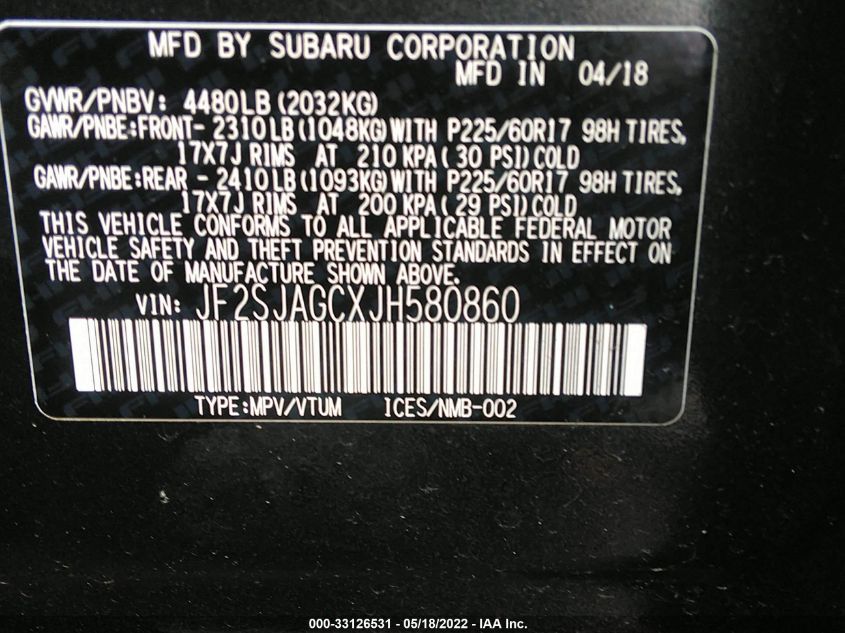 MFD BY SUBARU CORPORATION
MFD IN 04/18
GVWR/PNBV: 4480LB (2032KG)
GAWR/PNBE:FRONT- 2310LB (1048KG) WITH P225/60R17 98H TIRES,
17X7J RIMS AT 210 KPA (30 PSI) COLD
GAWR/PNBE:REAR - 2410LB (1093KG) WITH P225/60R17 98H TIRES,
17X7J RIMS AT 200 KPA (29 PSI) COLD
THIS VEHICLE CONFORMS TO ALL APPLICABLE FEDERAL MOTOR
VEHICLE SAFETY AND THEFT PREVENTION STANDARDS IN EFFECT ON
THE DATE OF MANUFACTURE SHOWN ABOVE.
VIN: JF2SJAGCXJH580860
TYPE:MPV/VTUM ICES/NMB-002
000-33126531 - 05/18/2022 - IAA Inc.